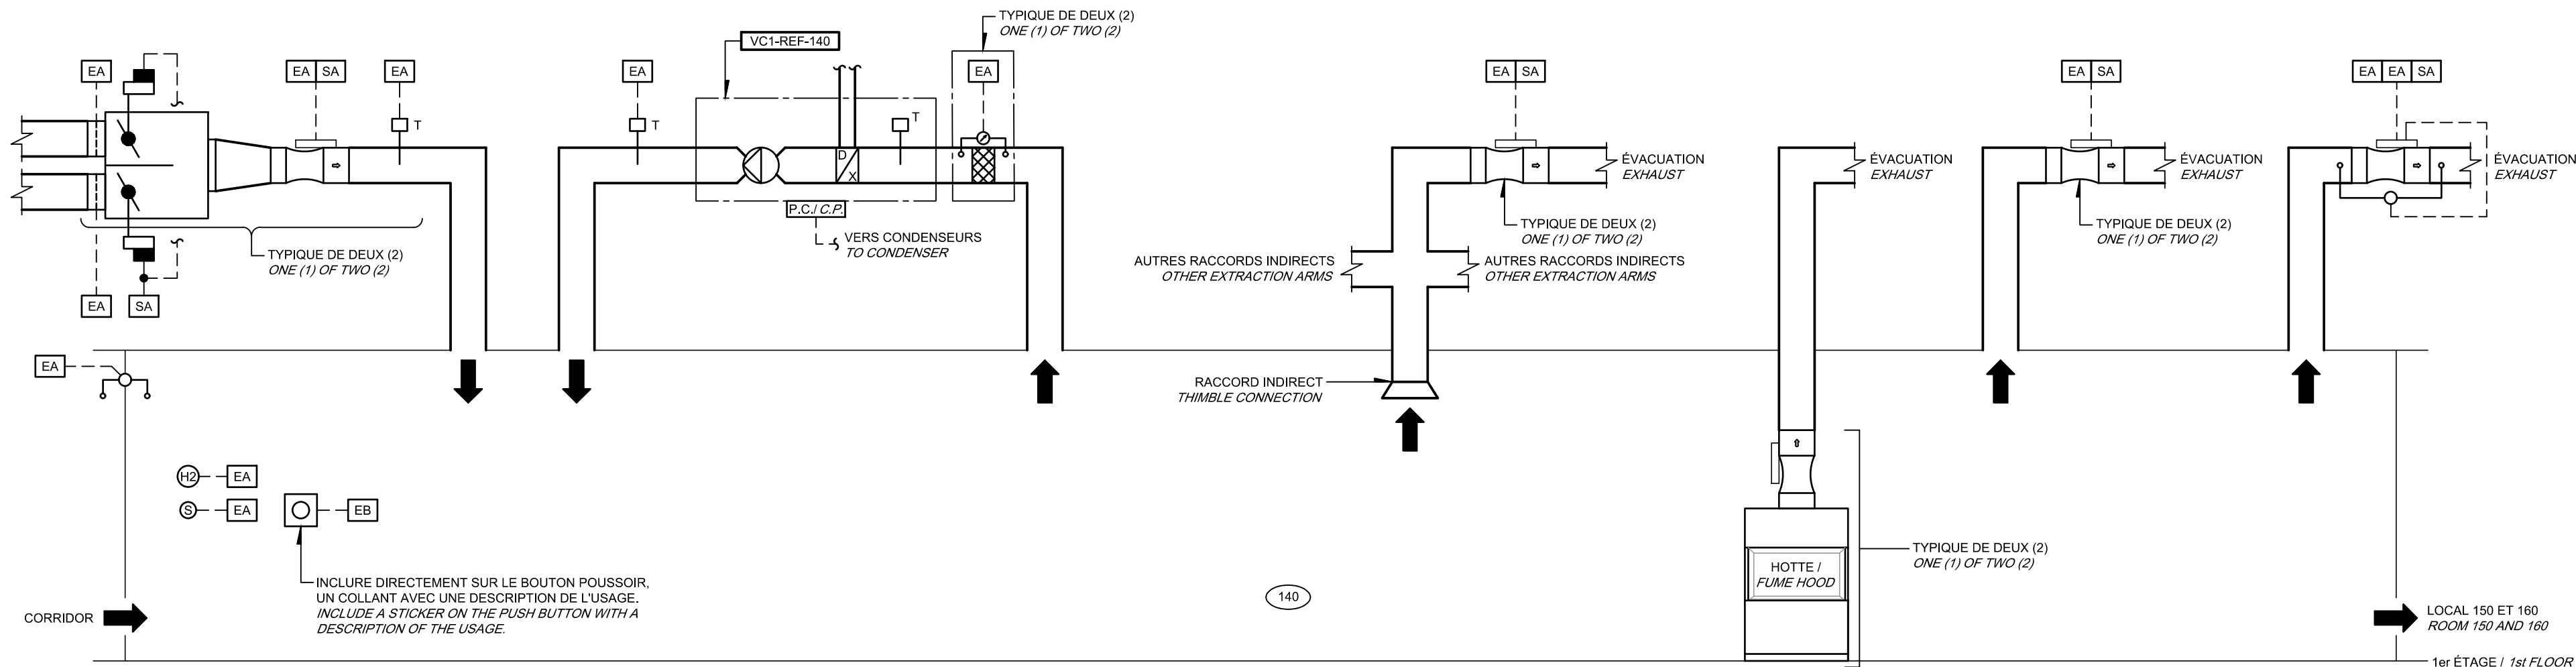 TYPIQUE DE DEUX (2)
ONE (1) OF TWO (2)
VC1-REF-140
EA
EA SA
EA
EA
EA
EA SA
EA SA
EA EA SA
T
T
T
D
X
ÉVACUATION
EXHAUST
ÉVACUATION
EXHAUST
ÉVACUATION
EXHAUST
ÉVACUATION
EXHAUST
P.C./ C.P.
VERS CONDENSEURS
TO CONDENSER
TYPIQUE DE DEUX (2)
ONE (1) OF TWO (2)
TYPIQUE DE DEUX (2)
ONE (1) OF TWO (2)
TYPIQUE DE DEUX (2)
ONE (1) OF TWO (2)
AUTRES RACCORDS INDIRECTS
OTHER EXTRACTION ARMS
AUTRES RACCORDS INDIRECTS
OTHER EXTRACTION ARMS
EA
SA
EA
RACCORD INDIRECT
THIMBLE CONNECTION
H2
EA
S
EA
EB
INCLURE DIRECTEMENT SUR LE BOUTON POUSSOIR,
UN COLLANT AVEC UNE DESCRIPTION DE L'USAGE.
INCLUDE A STICKER ON THE PUSH BUTTON WITH A
DESCRIPTION OF THE USAGE.
TYPIQUE DE DEUX (2)
ONE (1) OF TWO (2)
HOTTE /
FUME HOOD
140
CORRIDOR
LOCAL 150 ET 160
ROOM 150 AND 160
1er ÉTAGE / 1st FLOOR